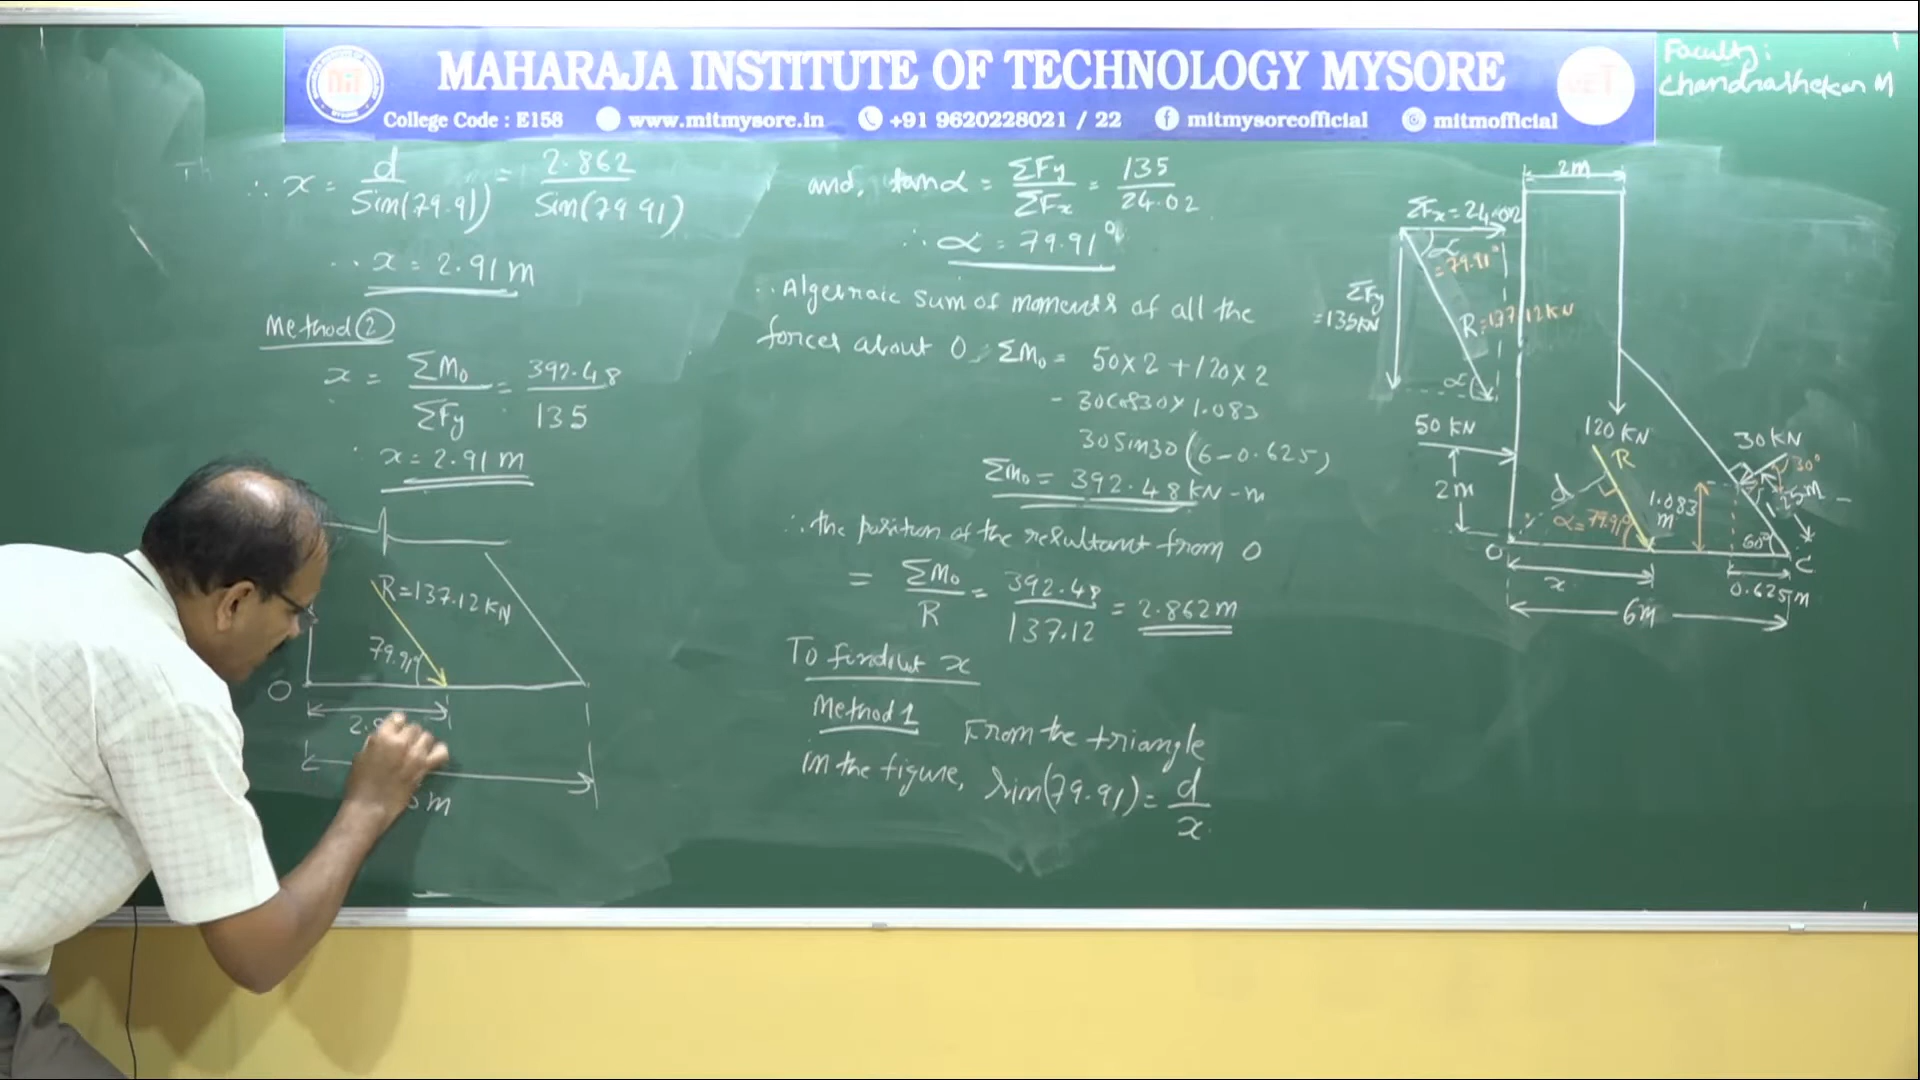 MAHARAJA INSTITUTE OF TECHNOLOGY MYSORE
College Code : E158 www.mitmysore.in +91 9620228021 / 22 mitmysoreofficial mitmofficial
Faculty:
Chandrashekar M
∴ x = d/Sin(79.91) = 2.862/Sin(79.91)
∴ x = 2.91 m
Method ②
x = ΣM₀/ΣFy = 392.48/135
∴ x = 2.91 m
R = 137.12 KN
79.91°
O
m
and, tanα = ΣFy/ΣFx = 135/24.02
∴ α = 79.91°
∴ Algebraic sum of moments of all the
forces about O, ΣM₀ = 50×2 + 120×2
- 30cos30×1.083
30Sin30(6-0.625)
ΣM₀ = 392.48 KN-m
∴ the position of the resultant from O
= ΣM₀/R = 392.48/137.12 = 2.862m
To findout x
Method 1 From the triangle
in the figure, sin(79.91) = d/x
2m
ΣFx = 24.02
α
= 79.91°
ΣFy
= 135KN
R = 137.12KN
α
50 KN
120 KN
30 KN
R
30°
2m
d
1.083
m
α = 79.91°
60°
O
C
x
0.625m
6m